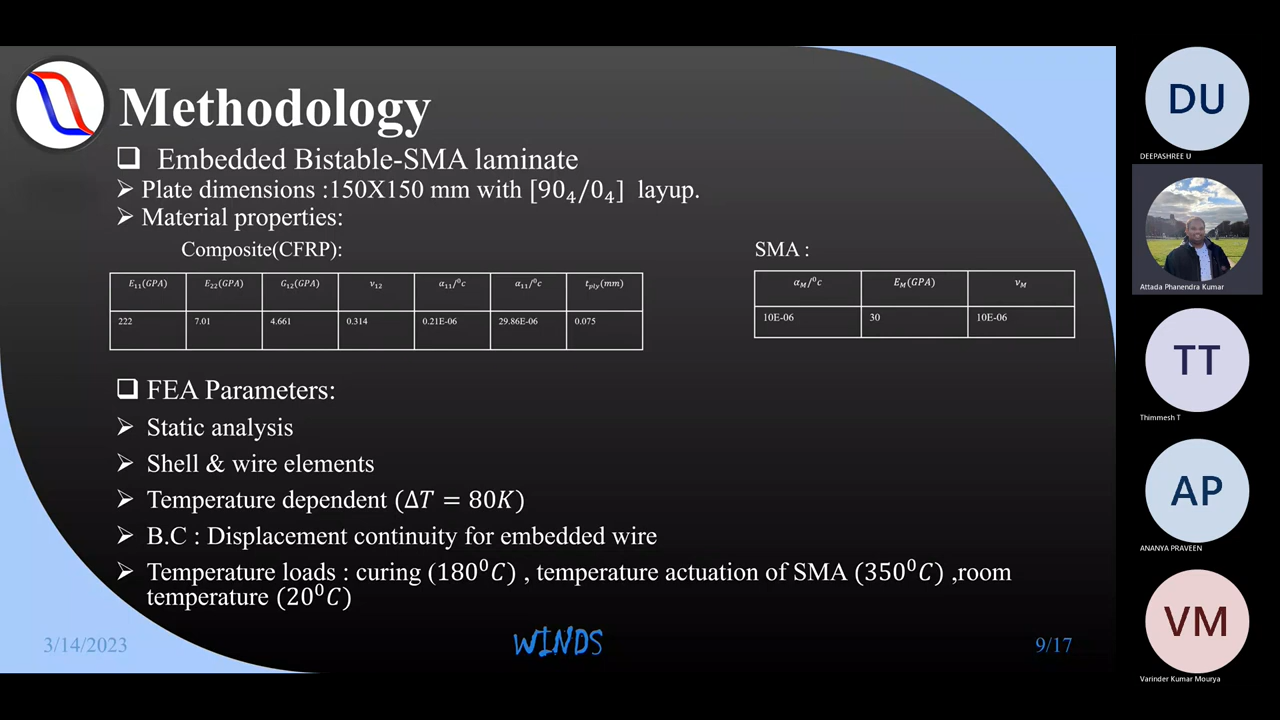 Methodology
❑ Embedded Bistable-SMA laminate
➢ Plate dimensions :150X150 mm with [90₄/0₄] layup.
➢ Material properties:
Composite(CFRP):
E₁₁(GPA) E₂₂(GPA) G₁₂(GPA) ν₁₂ α₁₁/⁰c α₁₁/⁰c t_ply(mm)
222 7.01 4.661 0.314 0.21E-06 29.86E-06 0.075
SMA :
α_M/⁰c E_M(GPA) ν_M
10E-06 30 10E-06
❑ FEA Parameters:
➢ Static analysis
➢ Shell & wire elements
➢ Temperature dependent (ΔT = 80K)
➢ B.C : Displacement continuity for embedded wire
➢ Temperature loads : curing (180⁰C) , temperature actuation of SMA (350⁰C) ,room
temperature (20⁰C)
3/14/2023
WINDS
9/17
DU
DEEPASHREE U
Attada Phanendra Kumar
TT
Thimmesh T
AP
ANANYA PRAVEEN
VM
Varinder Kumar Mourya